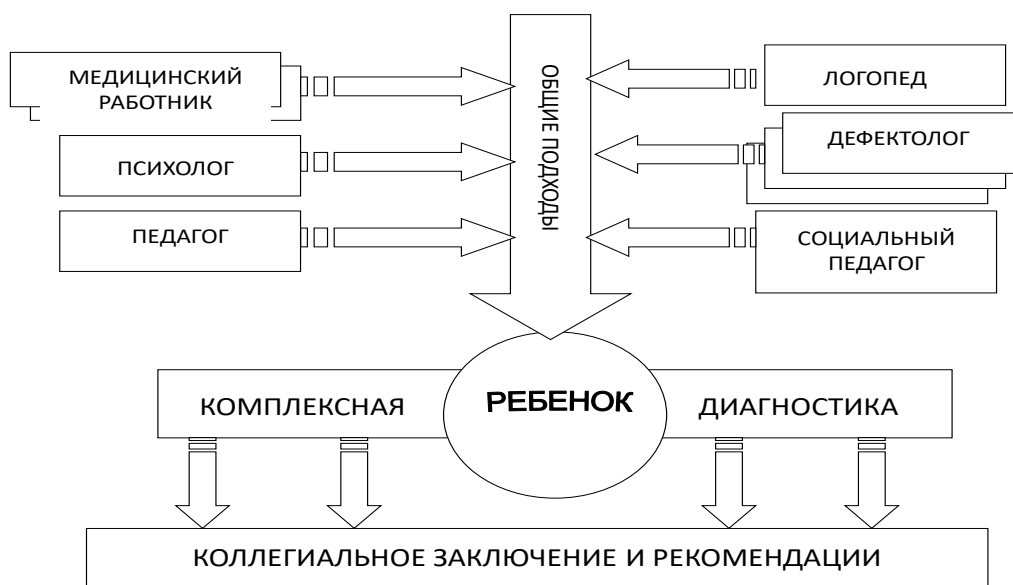 МЕДИЦИНСКИЙ
РАБОТНИК
ПСИХОЛОГ
ПЕДАГОГ
ОБЩИЕ ПОДХОДЫ
ЛОГОПЕД
ДЕФЕКТОЛОГ
СОЦИАЛЬНЫЙ
ПЕДАГОГ
КОМПЛЕКСНАЯ
РЕБЕНОК
ДИАГНОСТИКА
КОЛЛЕГИАЛЬНОЕ ЗАКЛЮЧЕНИЕ И РЕКОМЕНДАЦИИ